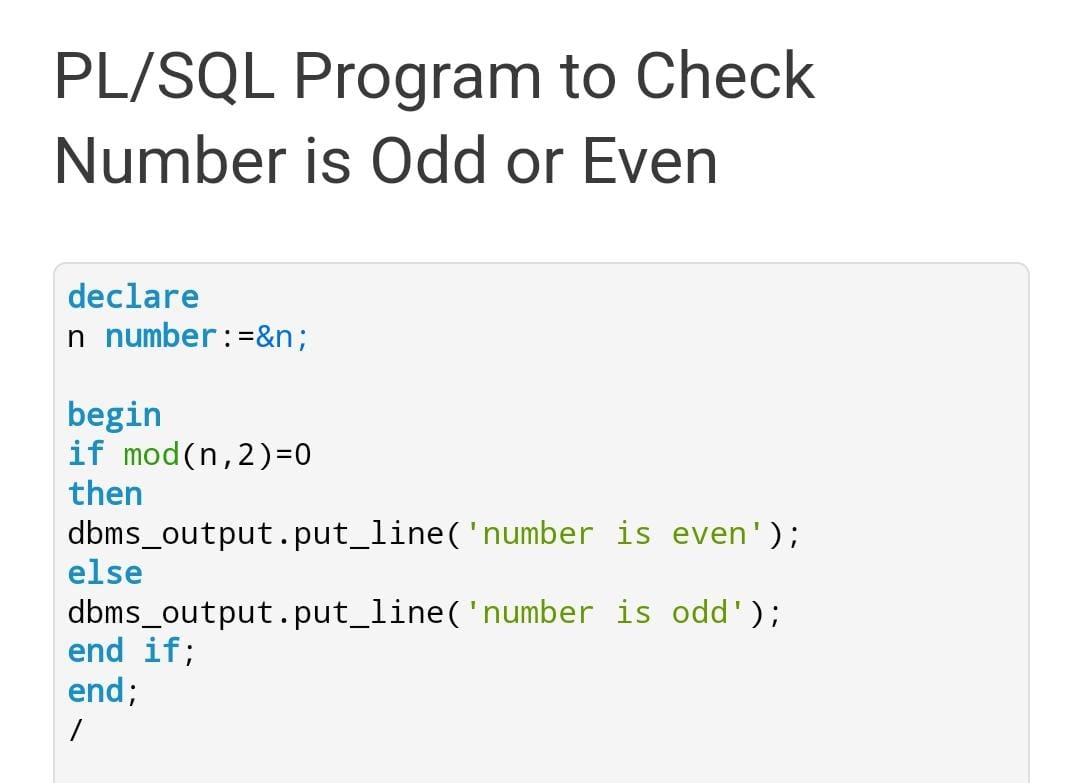 PL/SQL Program to Check
Number is Odd or Even
declare
n number:=&n;
begin
if mod(n,2)=0
then
dbms_output.put_line('number is even');
else
dbms_output.put_line('number is odd');
end if;
end;
/